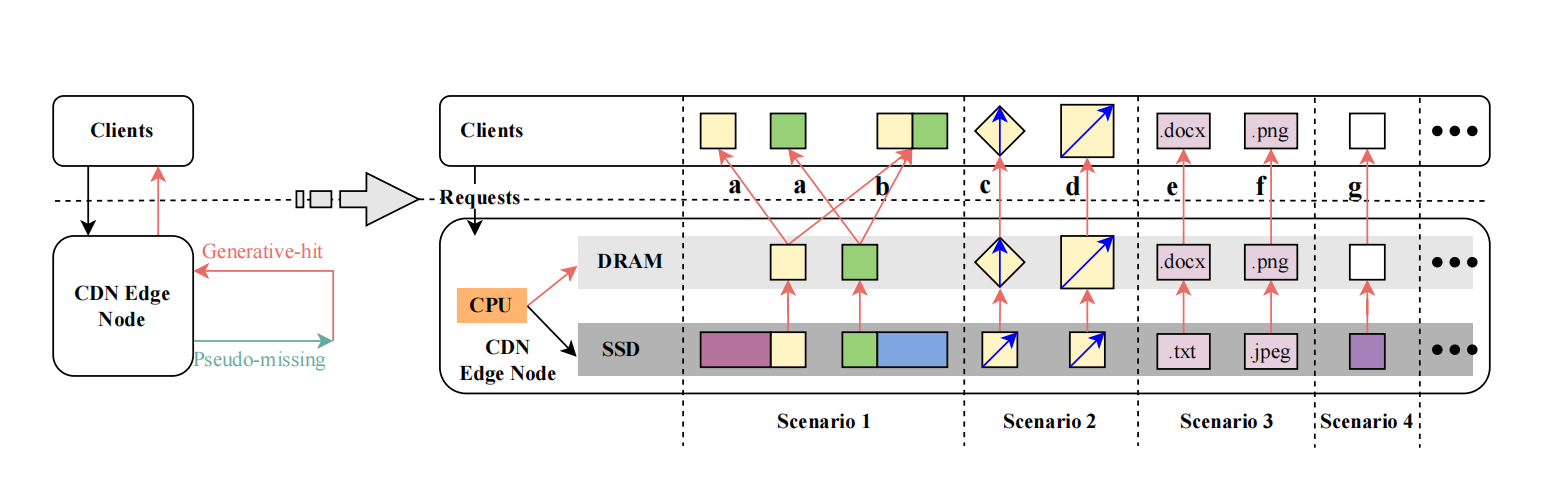 Clients
Generative-hit
CDN Edge
Node
Pseudo-missing
Clients
a
a
b
c
d
.docx
e
.png
f
g
Requests
DRAM
.docx
.png
CPU
CDN
Edge Node
SSD
.txt
.jpeg
Scenario 1
Scenario 2
Scenario 3
Scenario 4